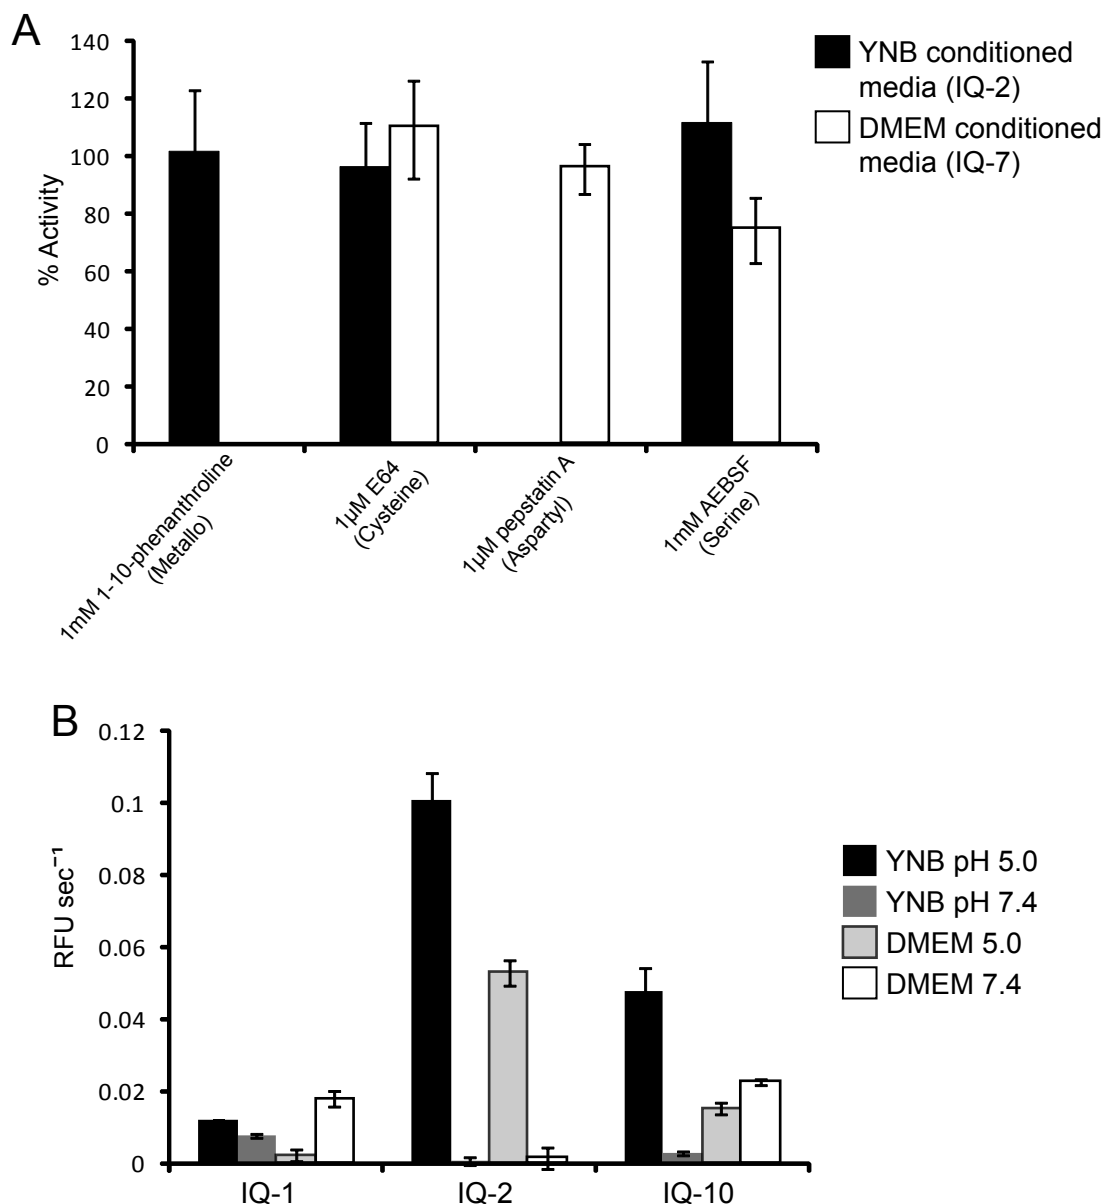 A
140
120
100
80
60
40
20
0
% Activity
1mM 1-10-phenanthroline
(Metallo)
1µM E64
(Cysteine)
1µM pepstatin A
(Aspartyl)
1mM AEBSF
(Serine)
YNB conditioned
media (IQ-2)
DMEM conditioned
media (IQ-7)
B
0.12
0.1
0.08
0.06
0.04
0.02
0
RFU sec⁻¹
IQ-1
IQ-2
IQ-10
YNB pH 5.0
YNB pH 7.4
DMEM 5.0
DMEM 7.4